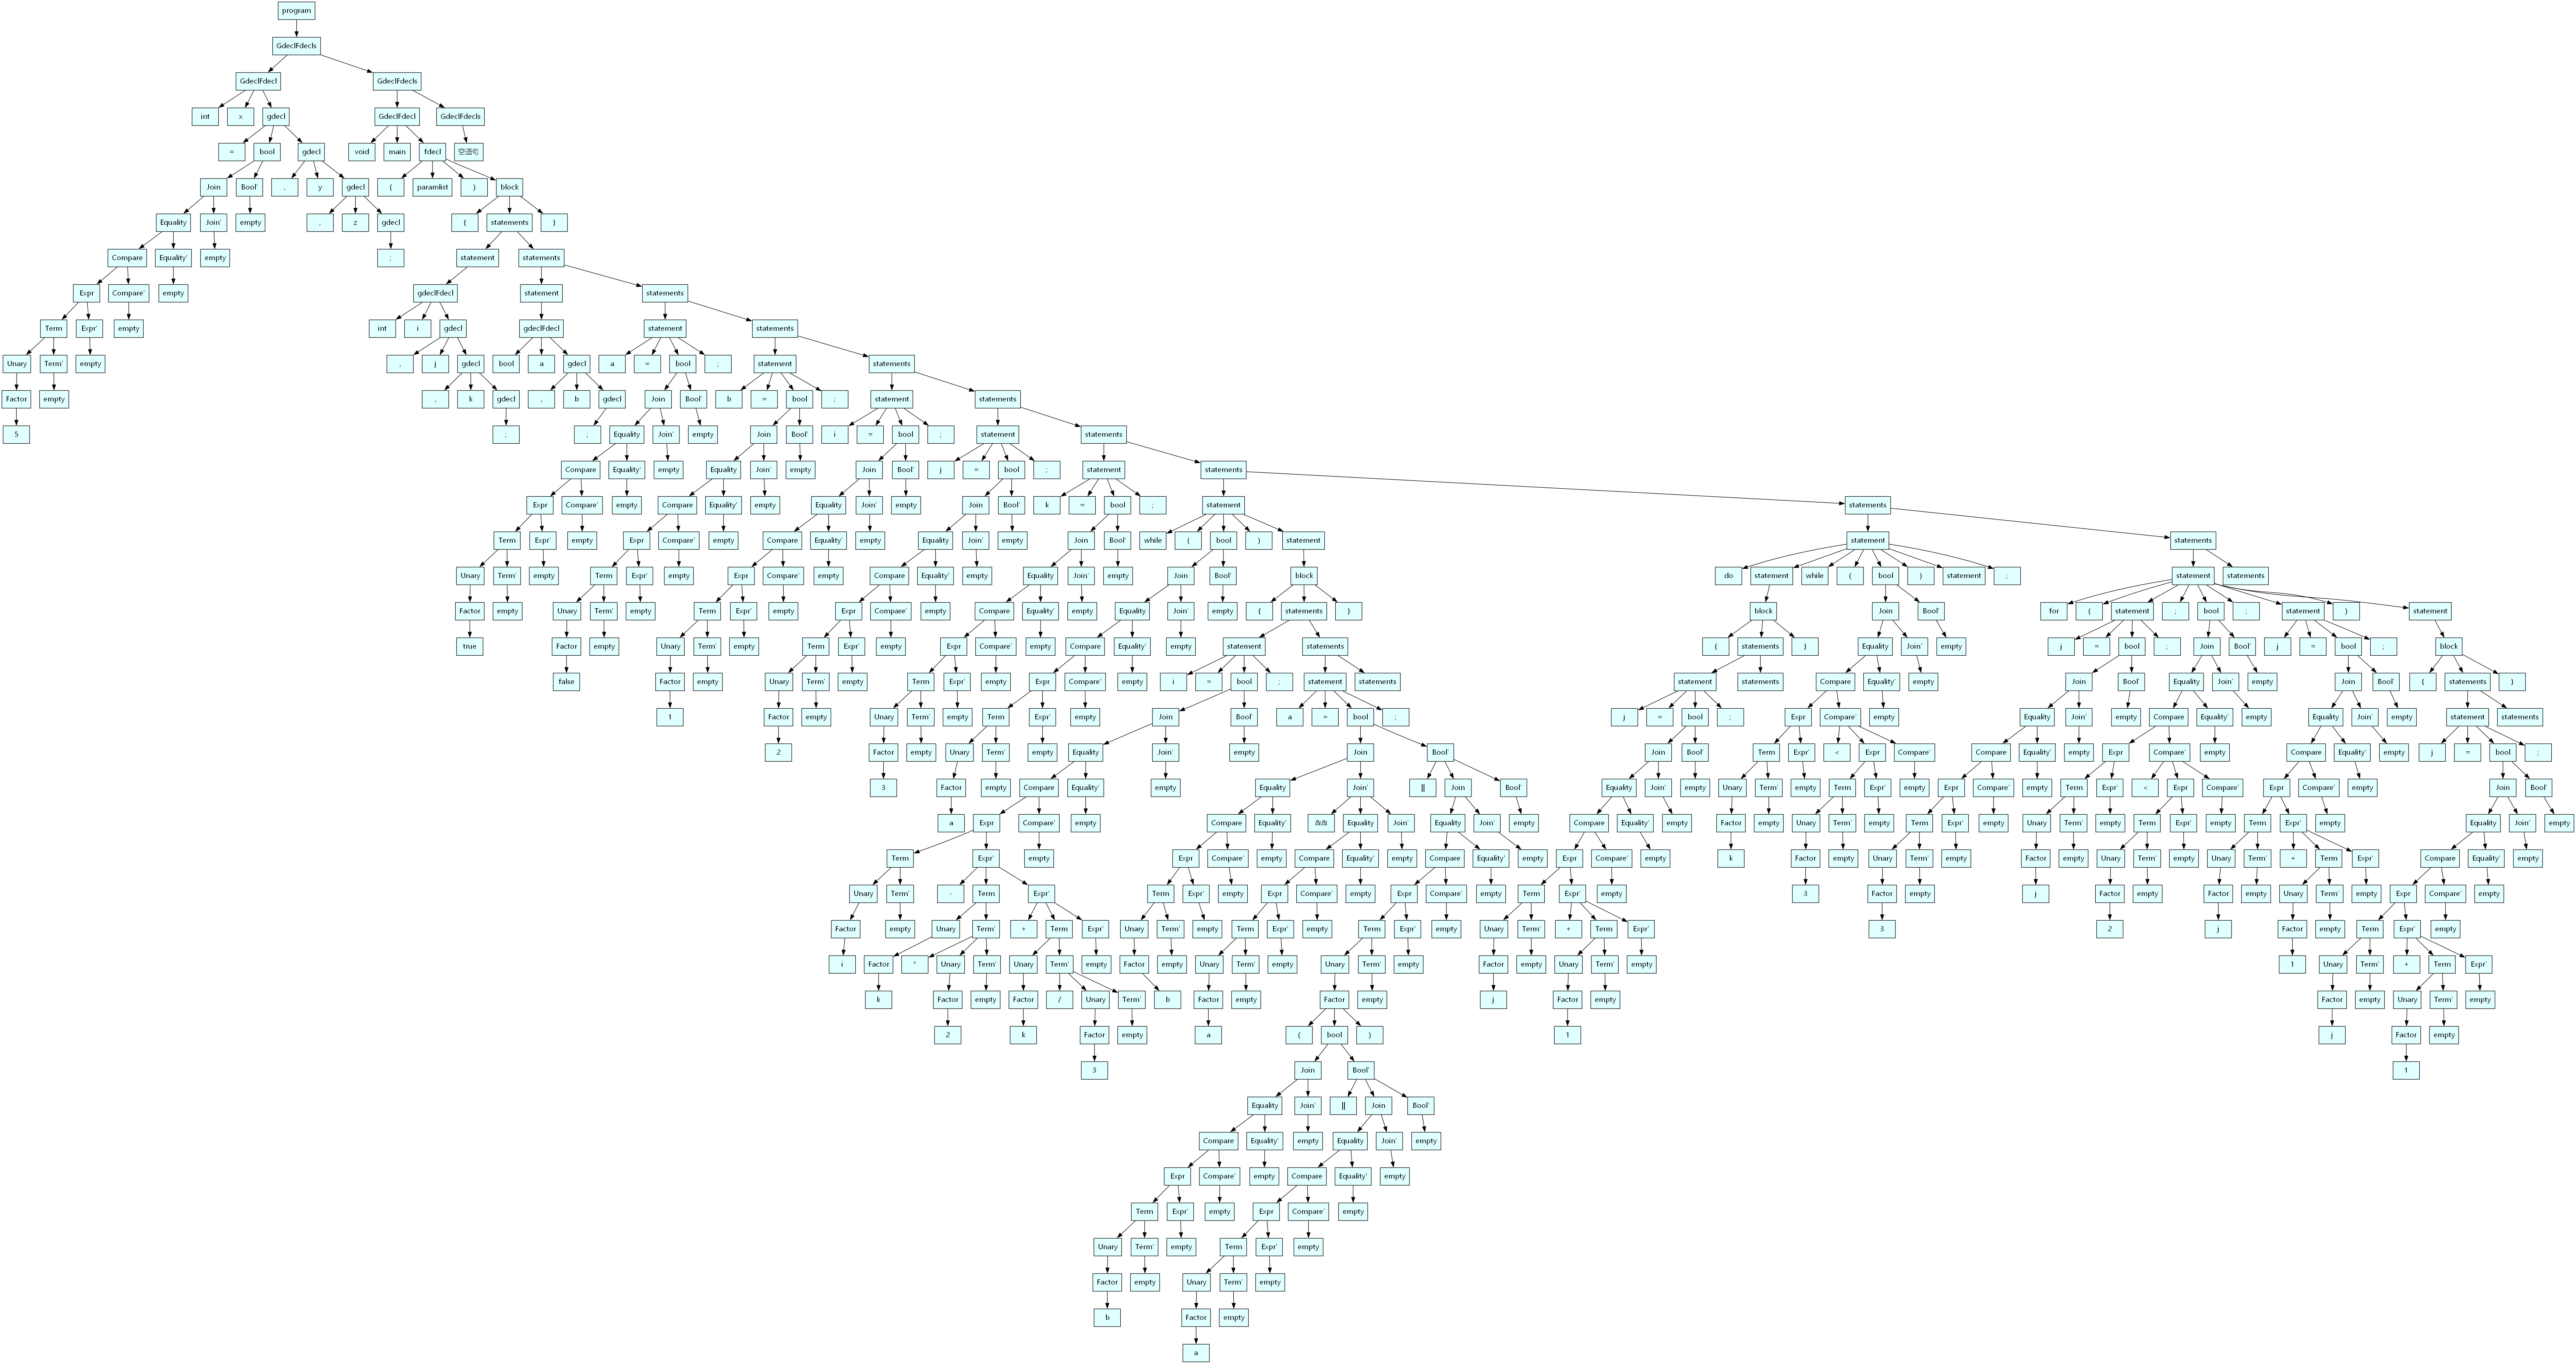 program
GdeclFdecls
GdeclFdecl GdeclFdecls
int x gdecl GdeclFdecl GdeclFdecls
= bool gdecl void main fdecl
Join Bool' , y gdecl ( paramlist ) block
Equality Join' empty , z gdecl { statements }
Compare Equality' empty ; statement statements
Expr Compare' empty gdeclFdecl statement statements
Term Expr' empty int i gdecl gdeclFdecl statement statements
Unary Term' empty , j gdecl bool a gdecl a = bool ; statement statements
Factor empty , k gdecl , b gdecl Join Bool' b = bool ; statement statements
5 ; ; Equality Join' empty Join Bool' i = bool ; statement statements
Compare Equality' empty Equality Join' empty Join Bool' j = bool ; statement statements
Expr Compare' empty Compare Equality' empty Equality Join' empty Join Bool' k = bool ; statement statements
Term Expr' empty Expr Compare' empty Compare Equality' empty Equality Join' empty Join Bool' while ( bool ) statement statement statements
Unary Term' empty Term Expr' empty Expr Compare' empty Compare Equality' empty Equality Join' empty Join Bool' block do statement while ( bool ) statement ; statement statements
Factor empty Unary Term' empty Term Expr' empty Expr Compare' empty Compare Equality' empty Equality Join' empty { statements } block Join Bool' for ( statement ; bool ; statement ) statement
true Factor empty Unary Term' empty Term Expr' empty Expr Compare' empty Compare Equality' empty statement statements { statements } Equality Join' empty j = bool ; Join Bool' j = bool ; block
false Factor empty Unary Term' empty Term Expr' empty Expr Compare' empty i = bool ; statement statements statement statements Compare Equality' empty Join Bool' Equality Join' empty Join Bool' { statements }
1 Factor empty Unary Term' empty Term Expr' empty Join Bool' a = bool ; j = bool ; Expr Compare' empty Equality Join' empty Compare Equality' empty Equality Join' empty statement statements
2 Factor empty Unary Term' empty Equality Join' empty Join Bool' Join Bool' Term Expr' < Expr Compare' Compare Equality' empty Expr Compare' empty Compare Equality' empty j = bool ;
3 Factor empty Compare Equality' empty Equality Join' || Join Bool' Equality Join' empty Unary Term' empty Term Expr' empty Expr Compare' empty Term Expr' < Expr Compare' Expr Compare' empty Join Bool'
a Expr Compare' empty Compare Equality' empty && Equality Join' Equality Join' empty Compare Equality' empty Factor empty Unary Term' empty Term Expr' empty Unary Term' empty Term Expr' empty Term Expr' empty Equality Join' empty
Term Expr' empty Expr Compare' empty Compare Equality' empty Compare Equality' empty Expr Compare' empty k Factor empty Unary Term' empty Factor empty Unary Term' empty Unary Term' + Term Expr' Compare Equality' empty
Unary Term' - Term Expr' Term Expr' empty Expr Compare' empty Expr Compare' empty Term Expr' empty 3 Factor empty j Factor empty Factor empty Unary Term' empty Expr Compare' empty
Factor empty Unary Term' + Term Expr' Unary Term' empty Term Expr' empty Term Expr' empty Unary Term' + Term Expr' 3 2 j Factor empty Term Expr' empty
i Factor * Unary Term' Unary Term' empty Factor empty Unary Term' empty Unary Term' empty Factor empty Unary Term' empty 1 Unary Term' + Term Expr'
k Factor empty Factor / Unary Term' b Factor empty Factor empty j Factor empty Factor empty Unary Term' empty
2 k Factor empty a ( bool ) 1 j Factor empty
3 Join Bool' 1
Equality Join' || Join Bool'
Compare Equality' empty Equality Join' empty
Expr Compare' empty Compare Equality' empty
Term Expr' empty Expr Compare' empty
Unary Term' empty Term Expr' empty
Factor empty Unary Term' empty
b Factor empty
a